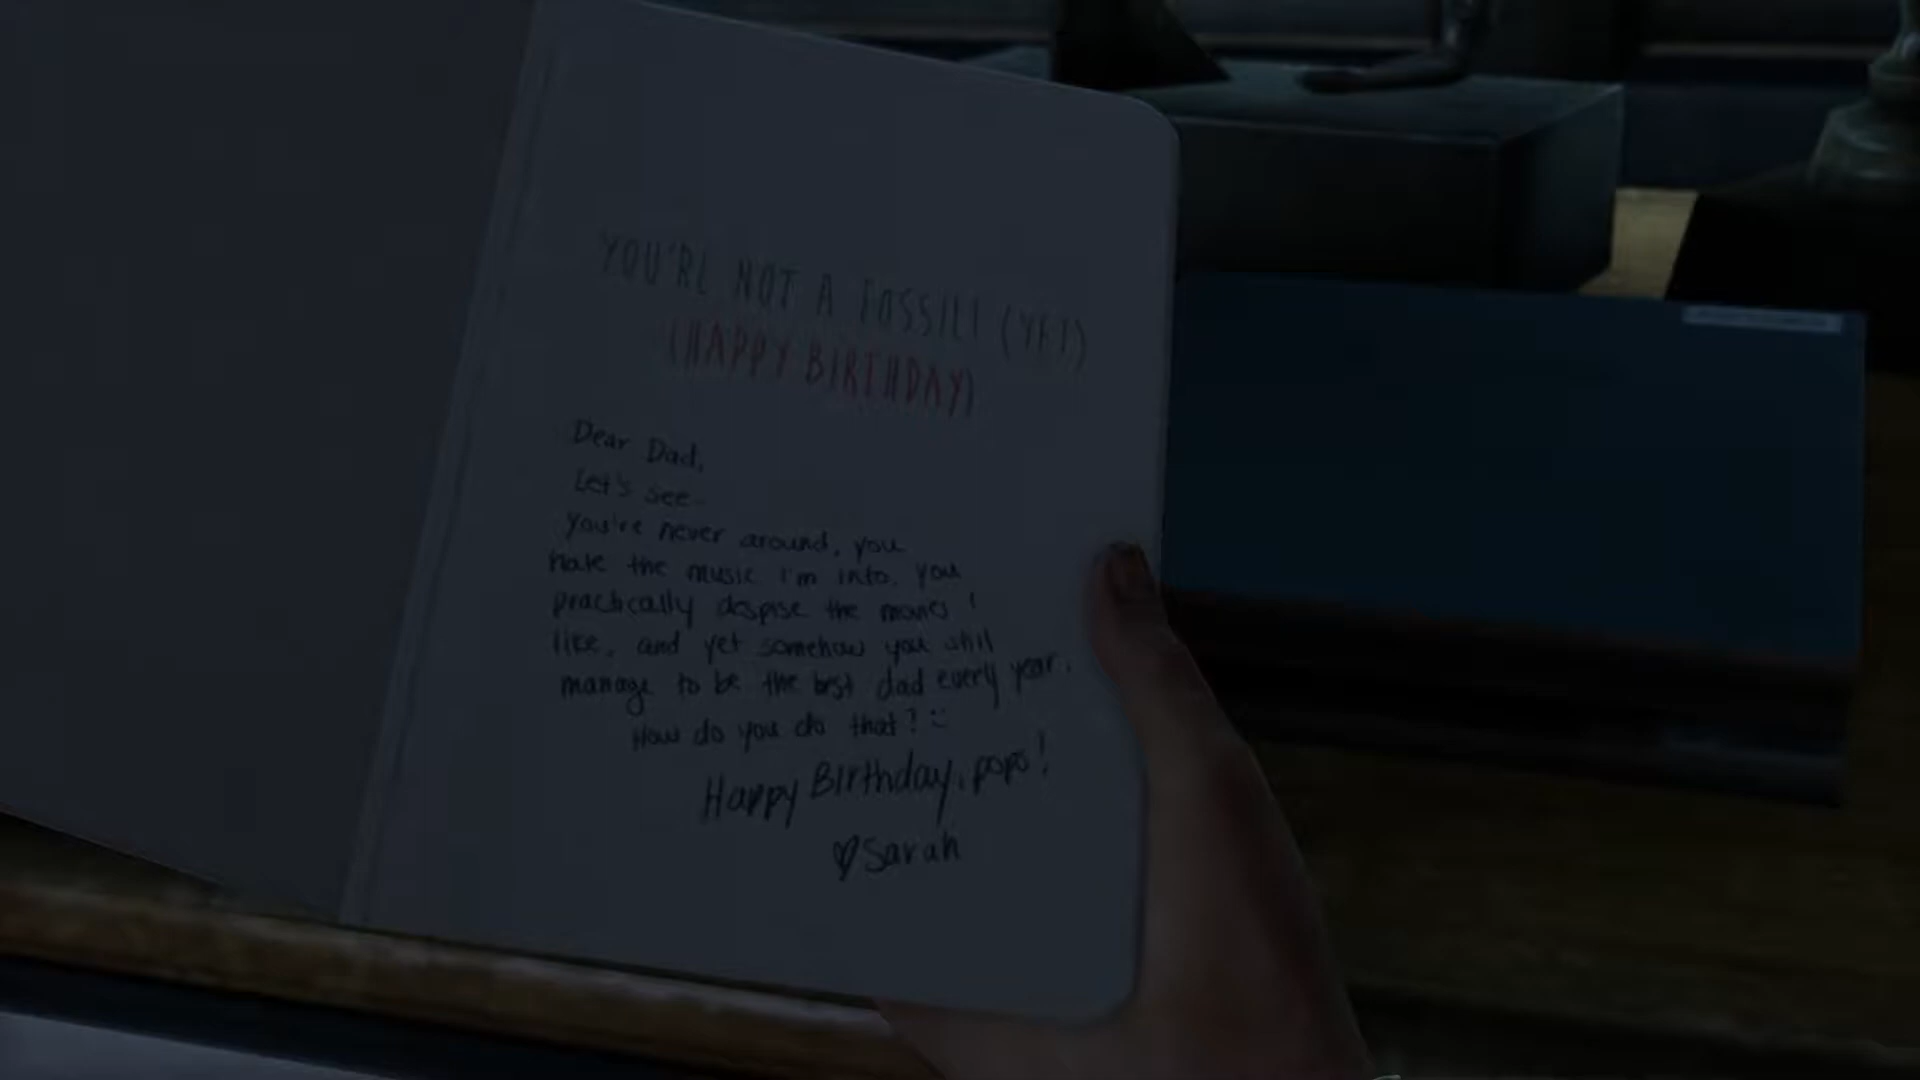 YOU'RE NOT A FOSSIL! (YET)
(HAPPY BIRTHDAY)
Dear Dad,
Let's see-
you're never around, you
hate the music I'm into, you
practically despise the movies I
like, and yet somehow you still
manage to be the best dad every year.
How do you do that? :)
Happy Birthday, pops!
♡Sarah